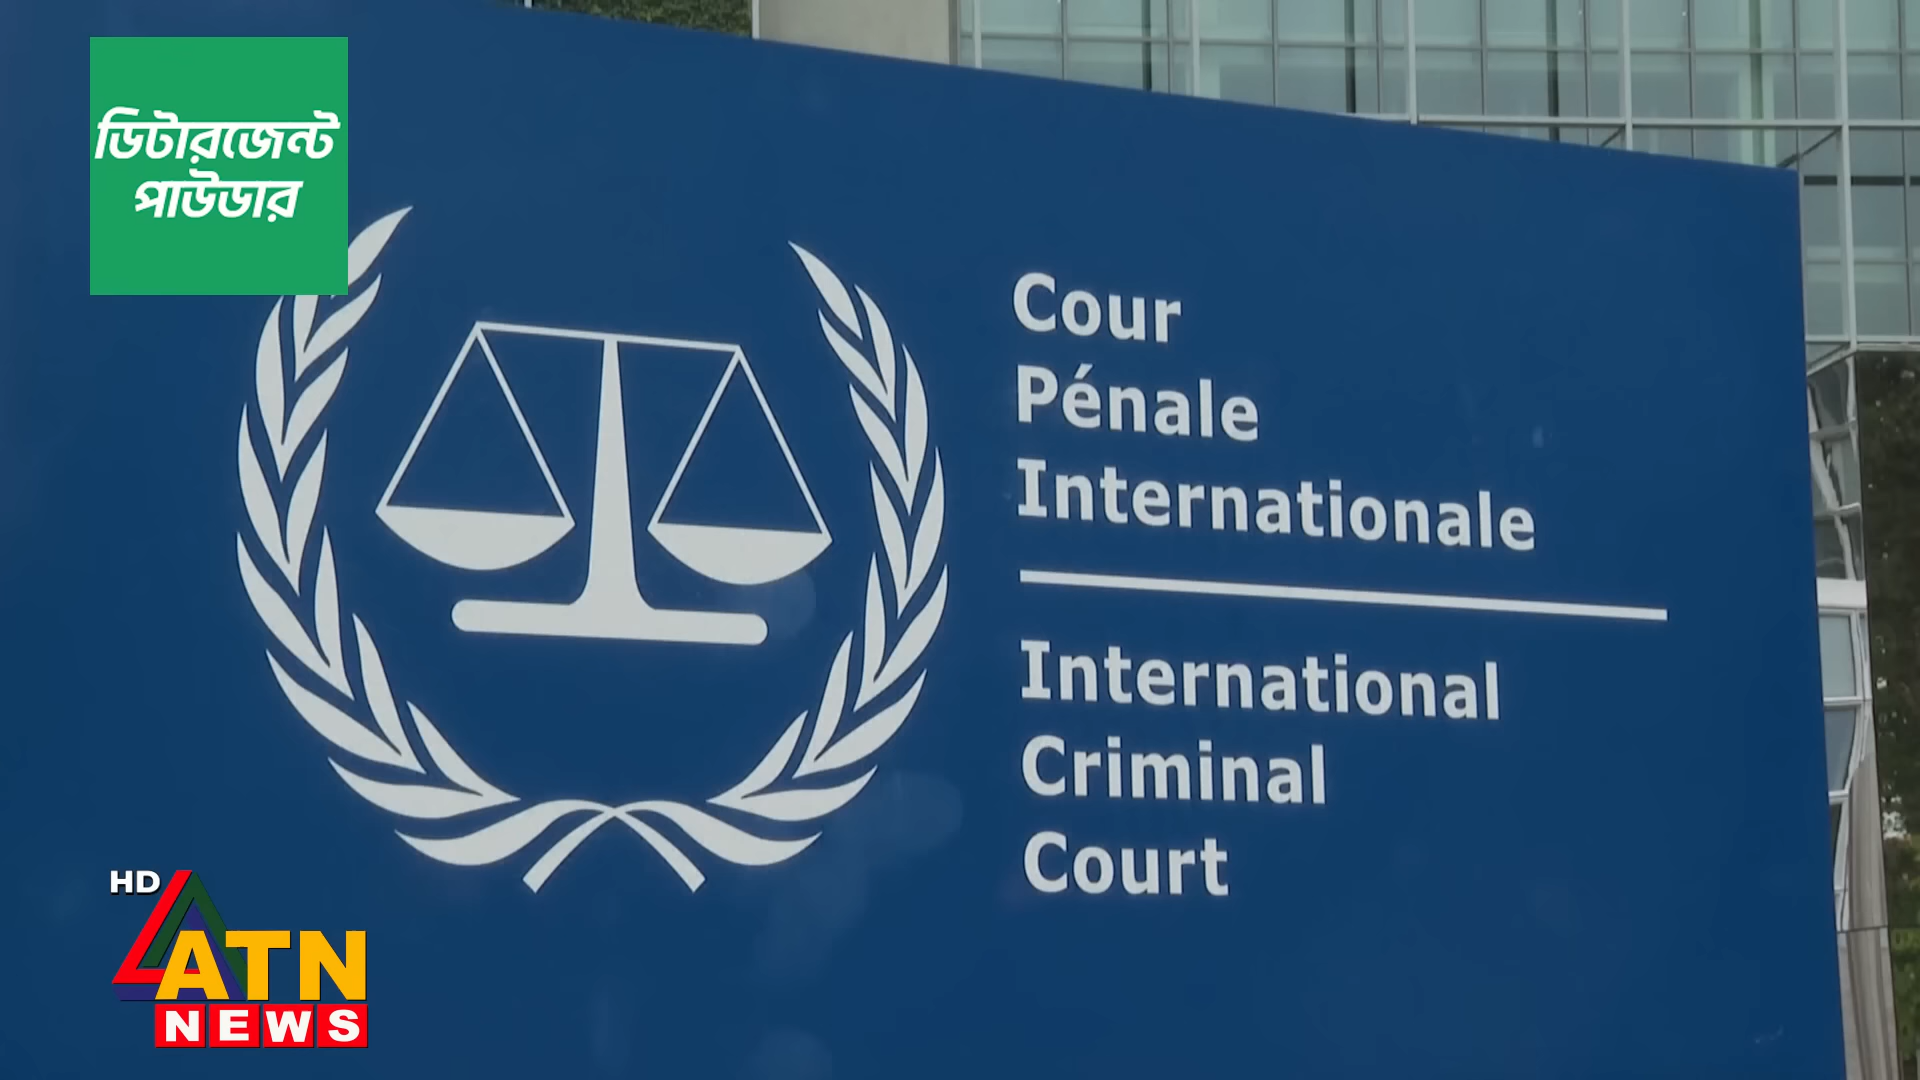 ডিটারজেন্ট
পাউডার
Cour
Pénale
Internationale
International
Criminal
Court
HD
ATN
NEWS